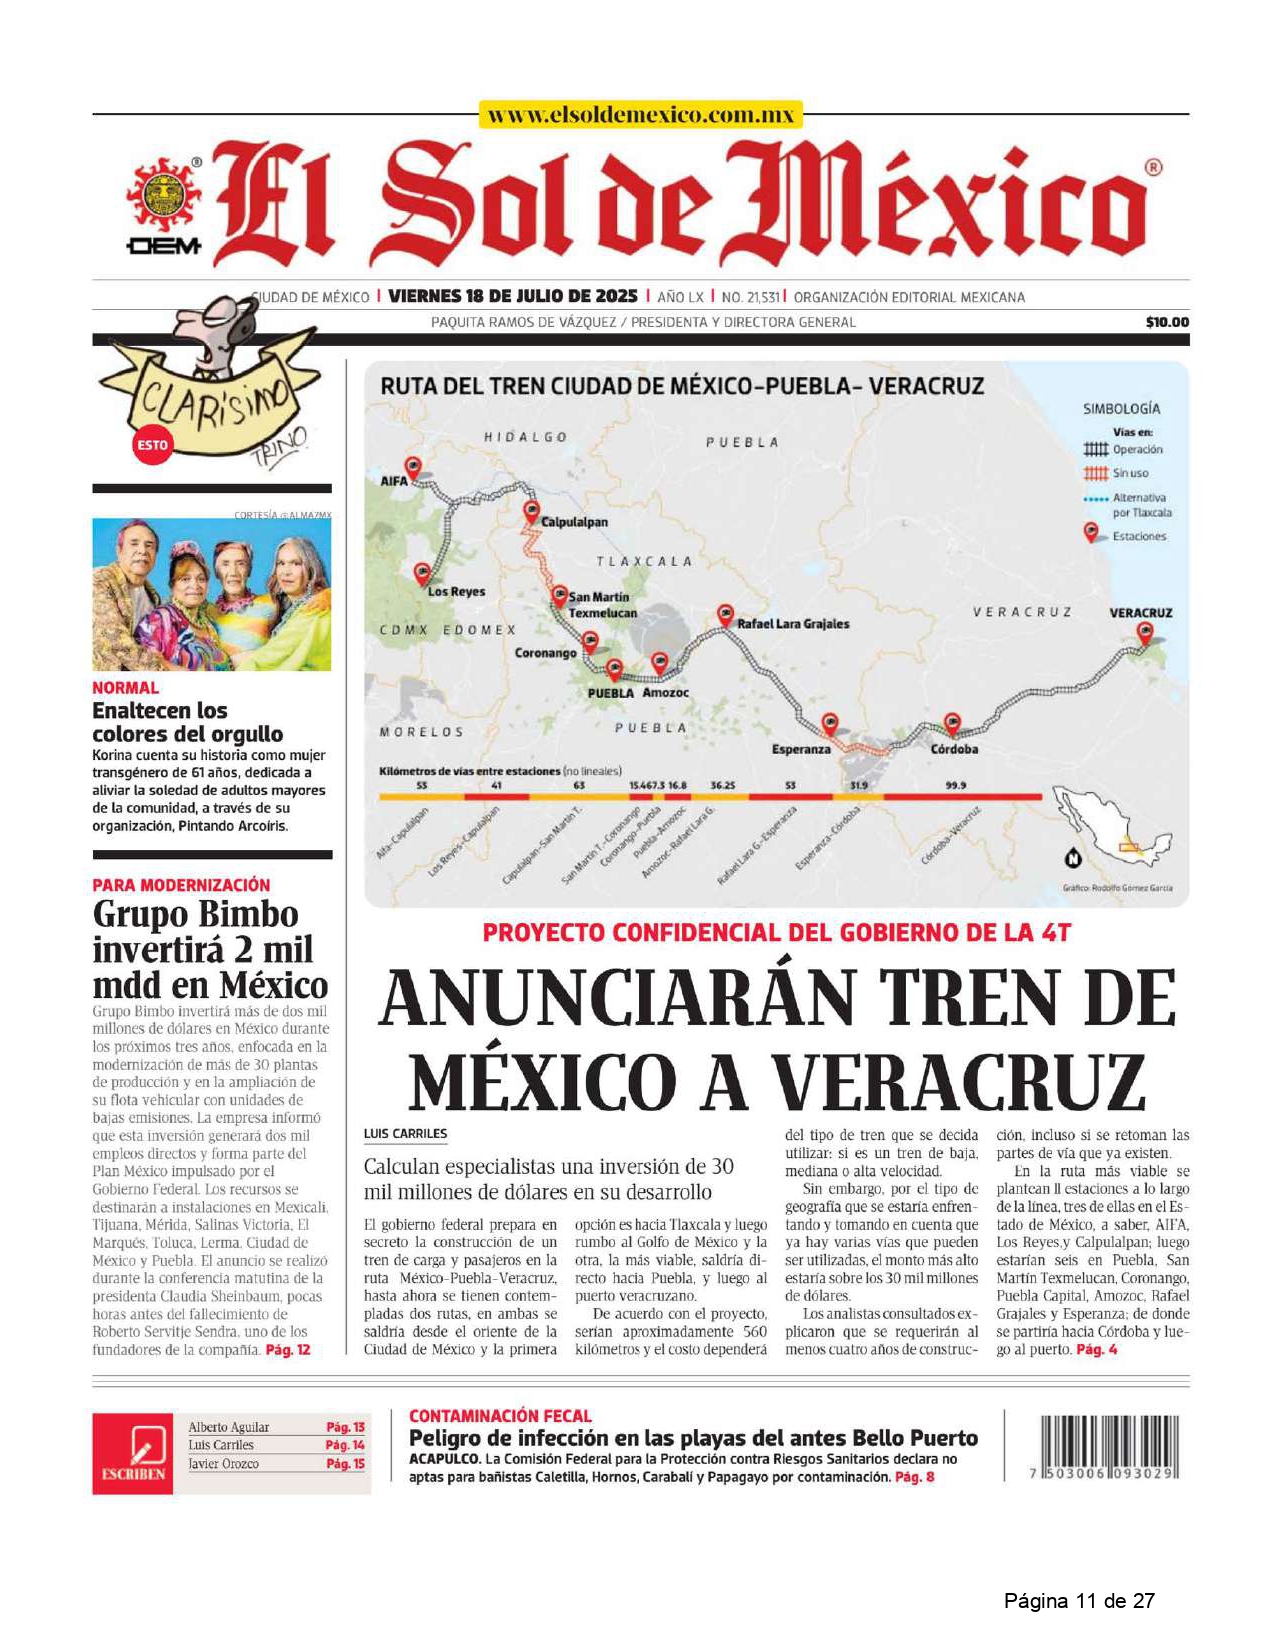 www.elsoldemexico.com.mx
OEM ®
El Sol de México ®
CIUDAD DE MÉXICO | VIERNES 18 DE JULIO DE 2025 | AÑO LX | NO. 21,531 | ORGANIZACIÓN EDITORIAL MEXICANA
PAQUITA RAMOS DE VÁZQUEZ / PRESIDENTA Y DIRECTORA GENERAL
$10.00
CLARÍSIMO
ESTO
TRINO
CORTESÍA @ALMA7MX
NORMAL
Enaltecen los
colores del orgullo
Korina cuenta su historia como mujer
transgénero de 61 años, dedicada a
aliviar la soledad de adultos mayores
de la comunidad, a través de su
organización, Pintando Arcoíris.
PARA MODERNIZACIÓN
Grupo Bimbo
invertirá 2 mil
mdd en México
Grupo Bimbo invertirá más de dos mil
millones de dólares en México durante
los próximos tres años, enfocada en la
modernización de más de 30 plantas
de producción y en la ampliación de
su flota vehicular con unidades de
bajas emisiones. La empresa informó
que esta inversión generará dos mil
empleos directos y forma parte del
Plan México impulsado por el
Gobierno Federal. Los recursos se
destinarán a instalaciones en Mexicali,
Tijuana, Mérida, Salinas Victoria, El
Marqués, Toluca, Lerma, Ciudad de
México y Puebla. El anuncio se realizó
durante la conferencia matutina de la
presidenta Claudia Sheinbaum, pocas
horas antes del fallecimiento de
Roberto Servitje Sendra, uno de los
fundadores de la compañía. Pág. 12
RUTA DEL TREN CIUDAD DE MÉXICO-PUEBLA- VERACRUZ
SIMBOLOGÍA
Vías en:
Operación
Sin uso
Alternativa
por Tlaxcala
Estaciones
HIDALGO
PUEBLA
AIFA
Calpulalpan
TLAXCALA
Los Reyes
San Martín
Texmelucan
VERACRUZ
VERACRUZ
Rafael Lara Grajales
CDMX EDOMEX
Coronango
PUEBLA
Amozoc
MORELOS
PUEBLA
Esperanza
Córdoba
Kilómetros de vías entre estaciones (no lineales)
53 41 63 15.4 67.3 16.8 36.25 53 31.9 99.9
Aifa-Capulalpan
Los Reyes-Capulalpan
Capulalpan-San Martín T.
San Martín T.-Coronango
Coronango-Puebla
Puebla-Amozoc
Amozoc-Rafael Lara G.
Rafael Lara G-Esperanza
Esperanza-Córdoba
Córdoba-Veracruz
N
Gráfico: Rodolfo Gómez García
PROYECTO CONFIDENCIAL DEL GOBIERNO DE LA 4T
ANUNCIARÁN TREN DE
MÉXICO A VERACRUZ
LUIS CARRILES
Calculan especialistas una inversión de 30
mil millones de dólares en su desarrollo
El gobierno federal prepara en
secreto la construcción de un
tren de carga y pasajeros en la
ruta México-Puebla-Veracruz,
hasta ahora se tienen contem-
pladas dos rutas, en ambas se
saldría desde el oriente de la
Ciudad de México y la primera
opción es hacia Tlaxcala y luego
rumbo al Golfo de México y la
otra, la más viable, saldría di-
recto hacia Puebla, y luego al
puerto veracruzano.
De acuerdo con el proyecto,
serían aproximadamente 560
kilómetros y el costo dependerá
del tipo de tren que se decida
utilizar: si es un tren de baja,
mediana o alta velocidad.
Sin embargo, por el tipo de
geografía que se estaría enfren-
tando y tomando en cuenta que
ya hay varias vías que pueden
ser utilizadas, el monto más alto
estaría sobre los 30 mil millones
de dólares.
Los analistas consultados ex-
plicaron que se requerirán al
menos cuatro años de construc-
ción, incluso si se retoman las
partes de vía que ya existen.
En la ruta más viable se
plantean 11 estaciones a lo largo
de la línea, tres de ellas en el Es-
tado de México, a saber, AIFA,
Los Reyes,y Calpulalpan; luego
estarían seis en Puebla, San
Martín Texmelucan, Coronango,
Puebla Capital, Amozoc, Rafael
Grajales y Esperanza; de donde
se partiría hacia Córdoba y lue-
go al puerto. Pág. 4
ESCRIBEN
Alberto Aguilar Pág. 13
Luis Carriles Pág. 14
Javier Orozco Pág. 15
CONTAMINACIÓN FECAL
Peligro de infección en las playas del antes Bello Puerto
ACAPULCO. La Comisión Federal para la Protección contra Riesgos Sanitarios declara no
aptas para bañistas Caletilla, Hornos, Carabalí y Papagayo por contaminación. Pág. 8
7 503006 093029
Página 11 de 27